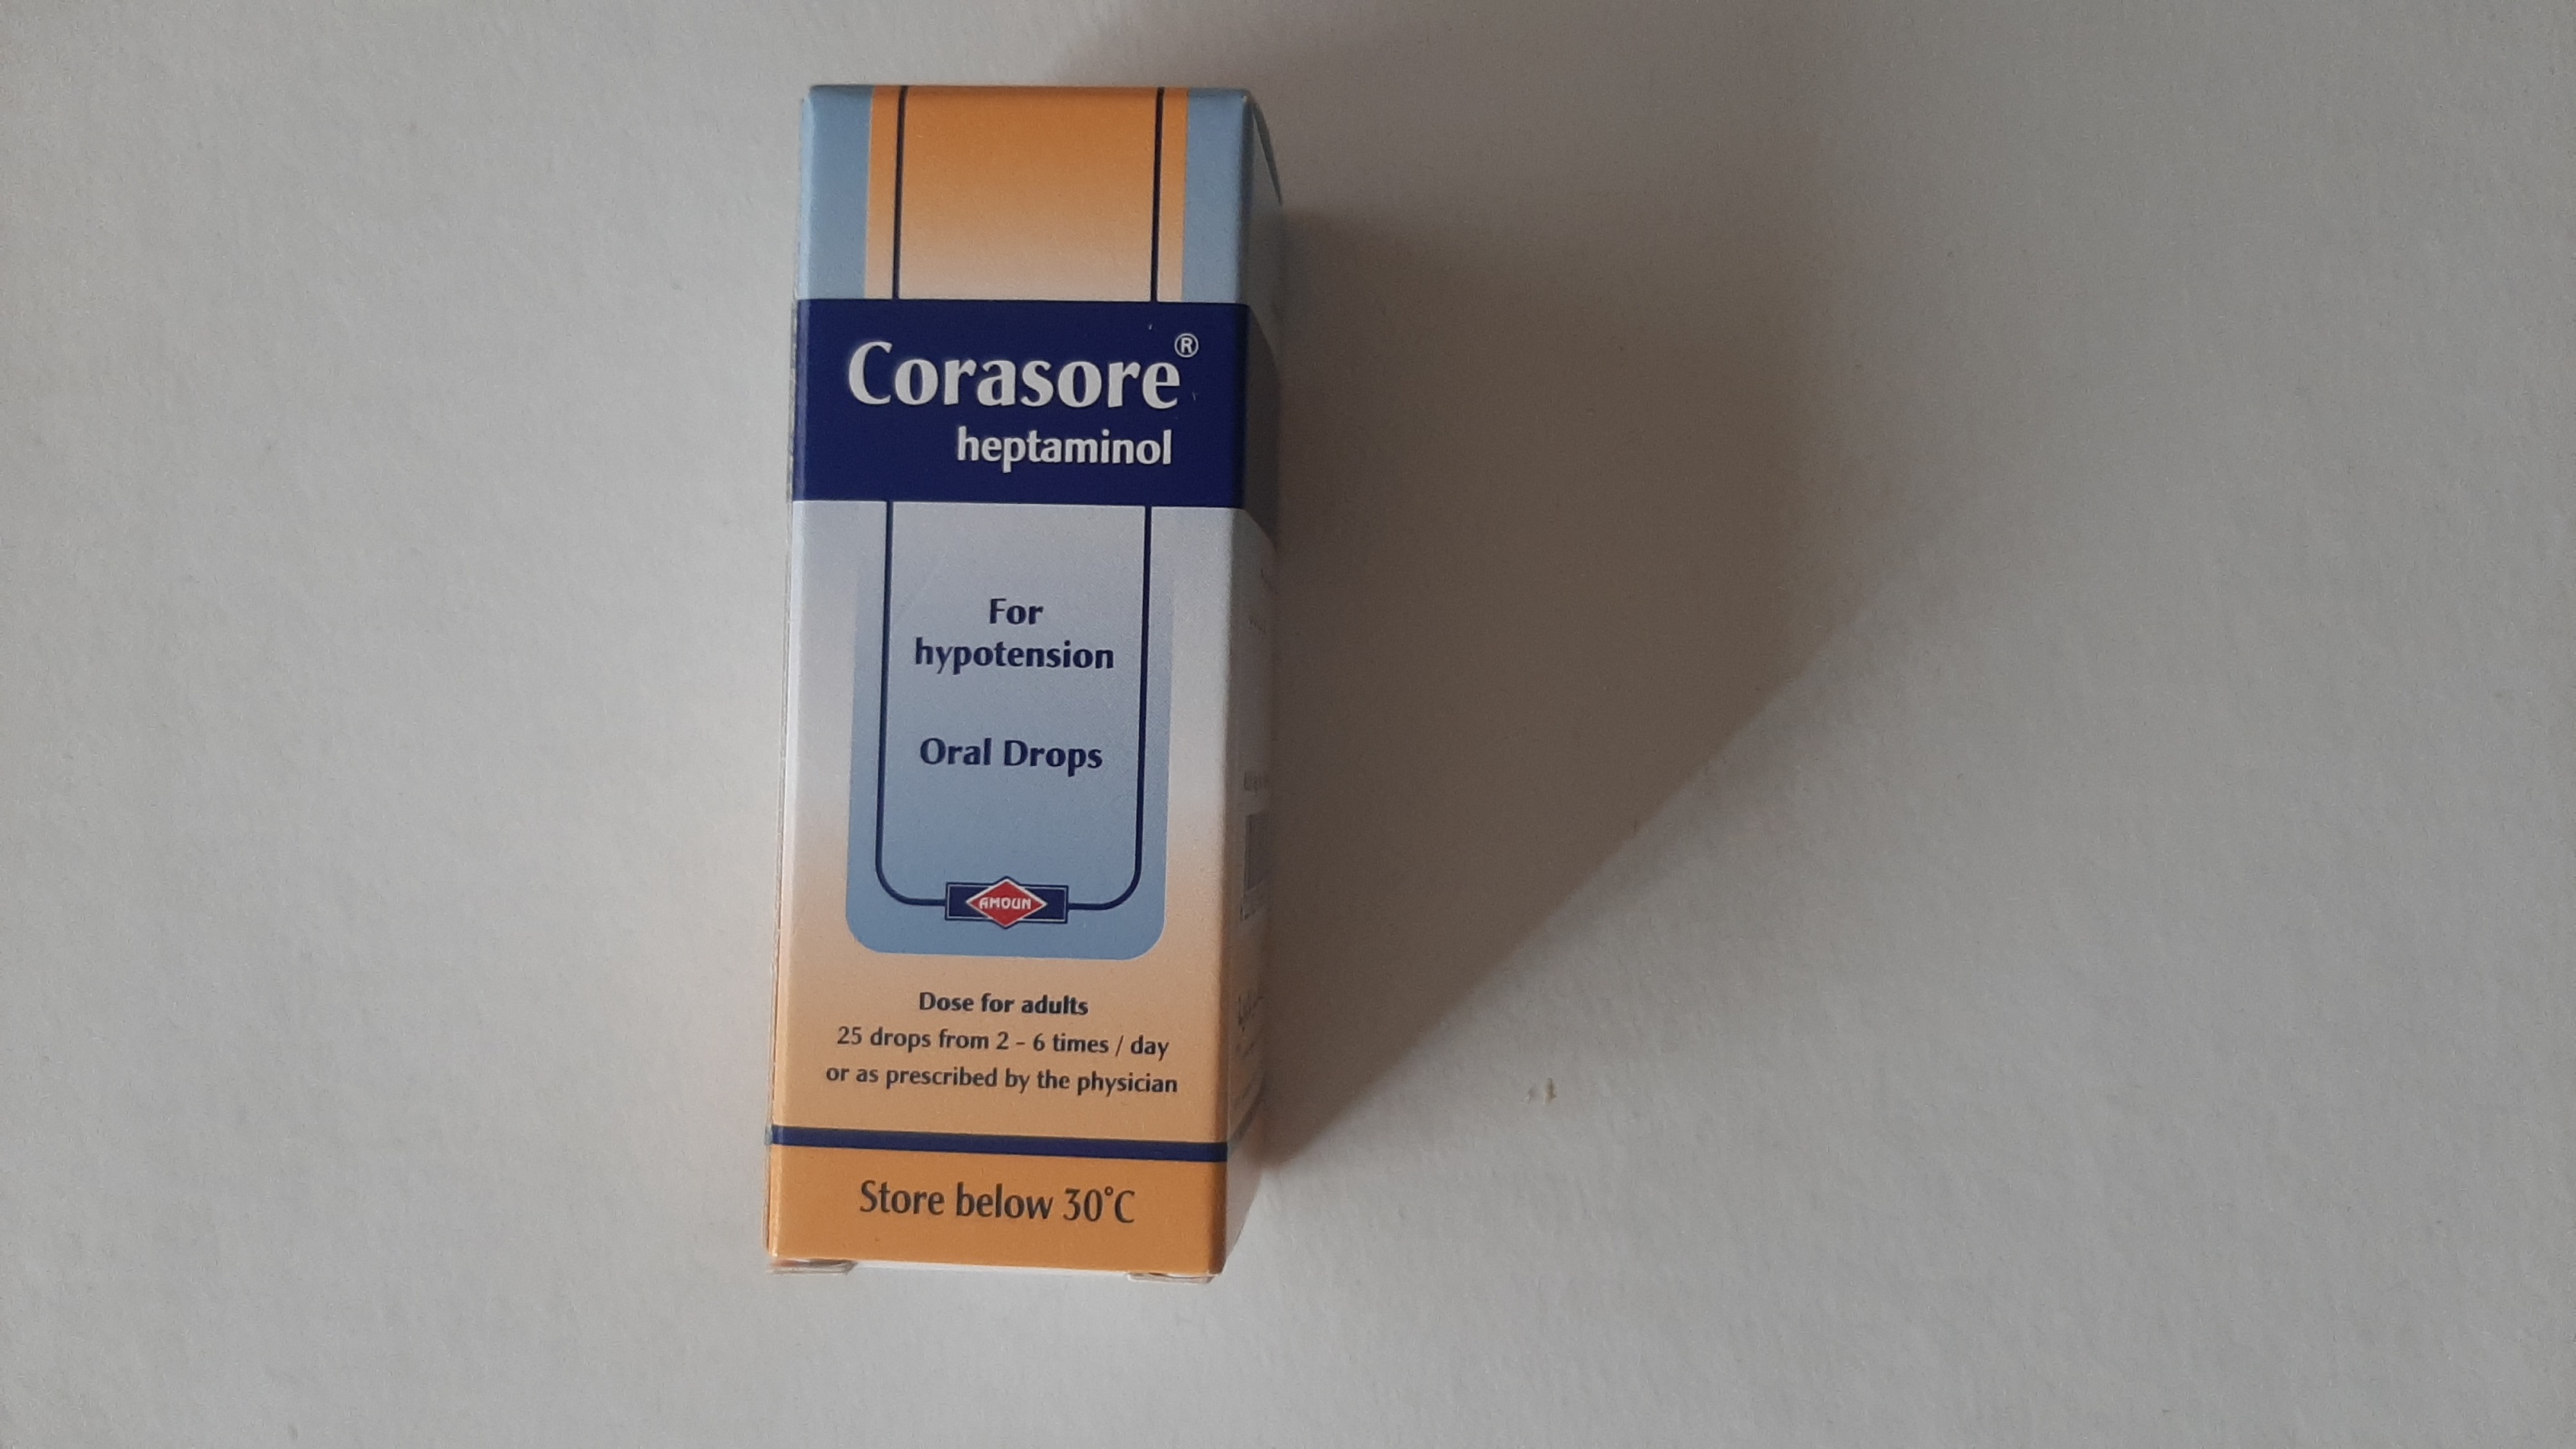 Corasore®
heptaminol
For
hypotension
Oral Drops
AMOUN
Dose for adults
25 drops from 2 - 6 times / day
or as prescribed by the physician
Store below 30°C